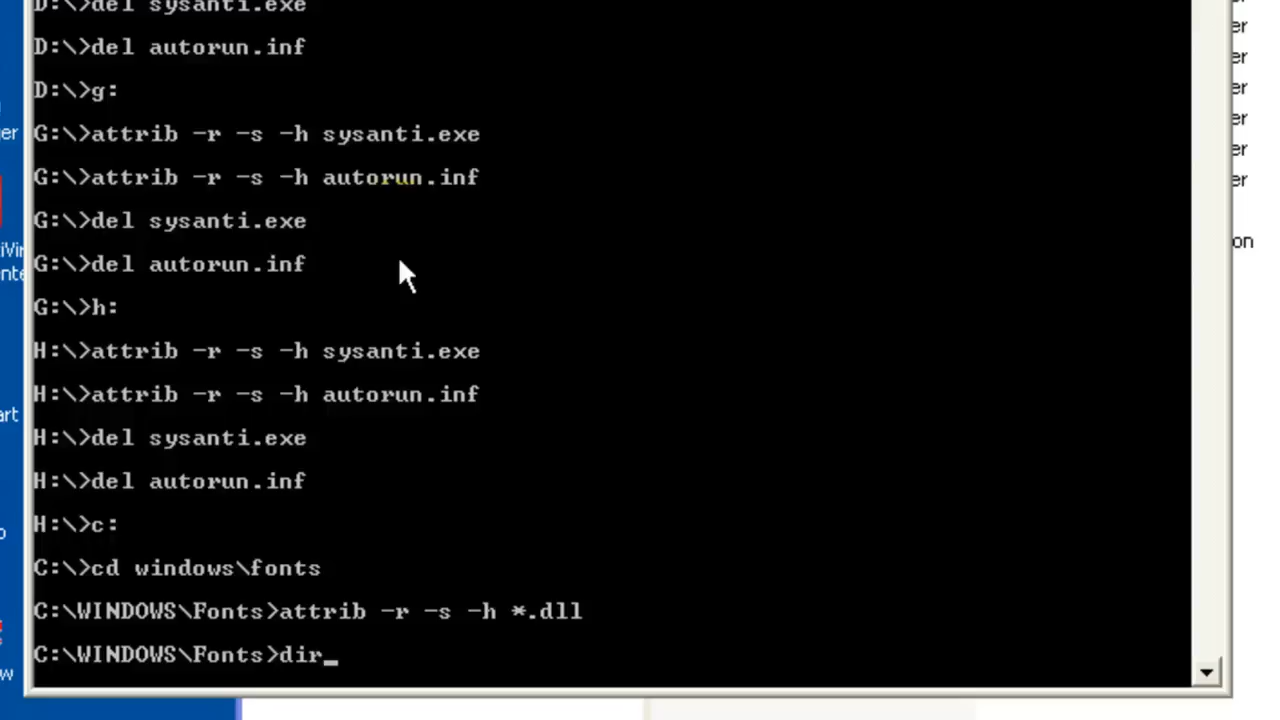 D:\>del sysanti.exe
D:\>del autorun.inf
D:\>g:
G:\>attrib -r -s -h sysanti.exe
G:\>attrib -r -s -h autorun.inf
G:\>del sysanti.exe
G:\>del autorun.inf
G:\>h:
H:\>attrib -r -s -h sysanti.exe
H:\>attrib -r -s -h autorun.inf
H:\>del sysanti.exe
H:\>del autorun.inf
H:\>c:
C:\>cd windows\fonts
C:\WINDOWS\Fonts>attrib -r -s -h *.dll
C:\WINDOWS\Fonts>dir_